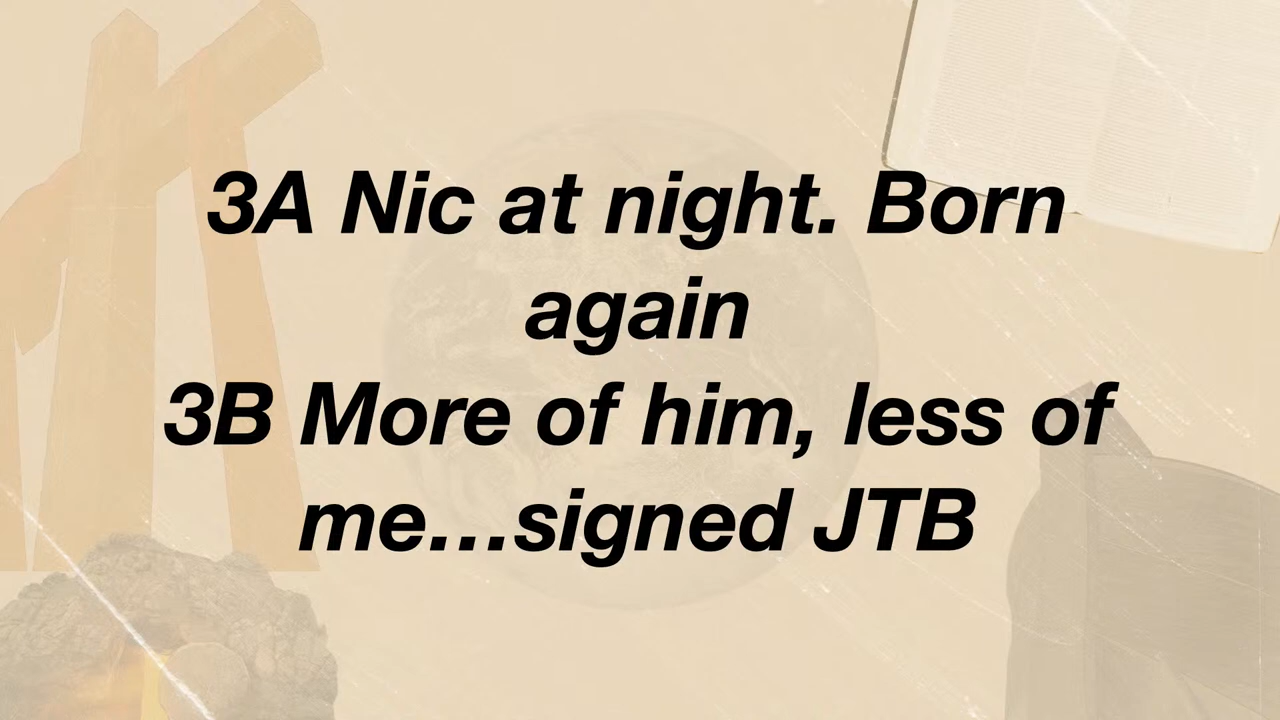 3A Nic at night. Born
again
3B More of him, less of
me...signed JTB